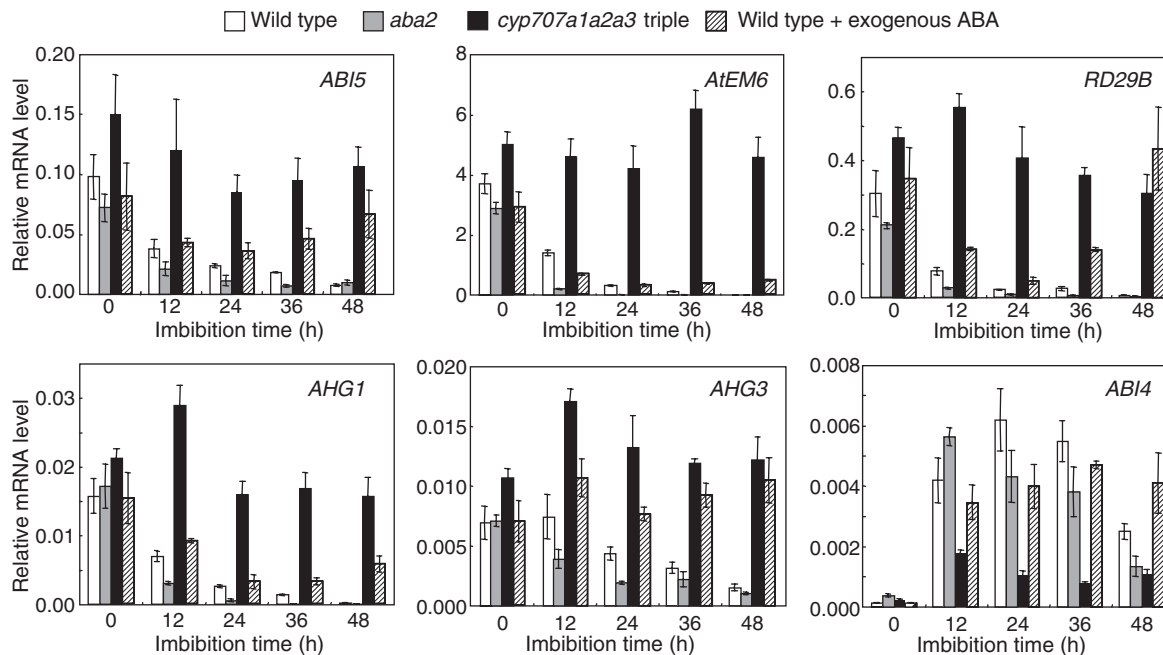 Wild type aba2 cyp707a1a2a3 triple Wild type + exogenous ABA
ABI5
Relative mRNA level
0.20
0.15
0.10
0.05
0.00
0 12 24 36 48
Imbibition time (h)
AtEM6
8
6
4
2
0
0 12 24 36 48
Imbibition time (h)
RD29B
0.6
0.4
0.2
0.0
0 12 24 36 48
Imbibition time (h)
AHG1
Relative mRNA level
0.03
0.02
0.01
0.00
0 12 24 36 48
Imbibition time (h)
AHG3
0.020
0.015
0.010
0.005
0.000
0 12 24 36 48
Imbibition time (h)
ABI4
0.008
0.006
0.004
0.002
0.000
0 12 24 36 48
Imbibition time (h)